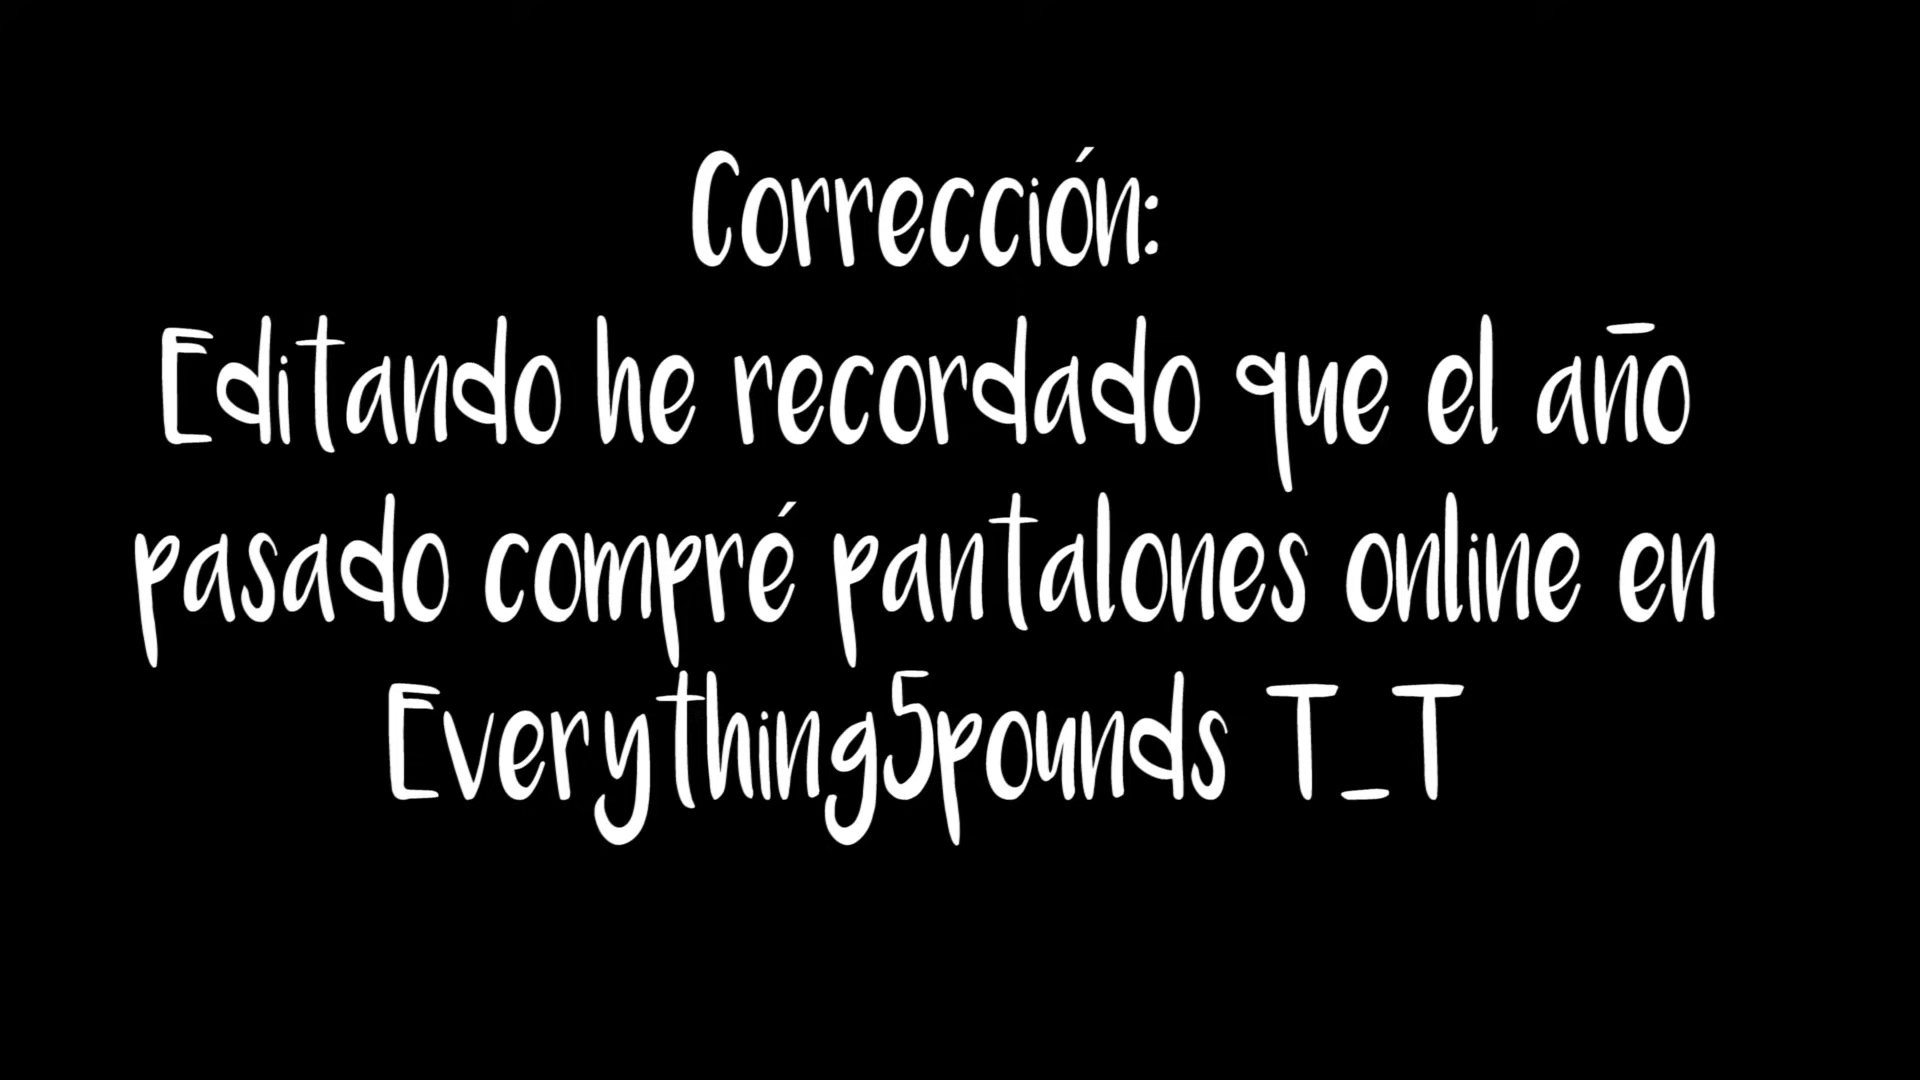 Corrección:
Editando he recordado que el año
pasado compré pantalones online en
Everything5pounds T_T